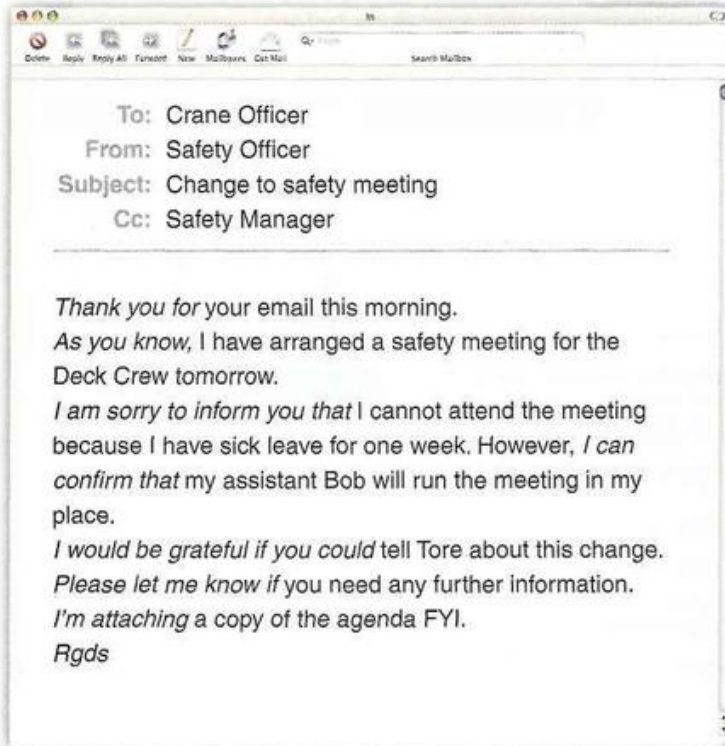 In
Delete Reply Reply All Forward New Mailboxes Get Mail Search Mailbox
To: Crane Officer
From: Safety Officer
Subject: Change to safety meeting
Cc: Safety Manager
Thank you for your email this morning.
As you know, I have arranged a safety meeting for the
Deck Crew tomorrow.
I am sorry to inform you that I cannot attend the meeting
because I have sick leave for one week. However, I can
confirm that my assistant Bob will run the meeting in my
place.
I would be grateful if you could tell Tore about this change.
Please let me know if you need any further information.
I'm attaching a copy of the agenda FYI.
Rgds